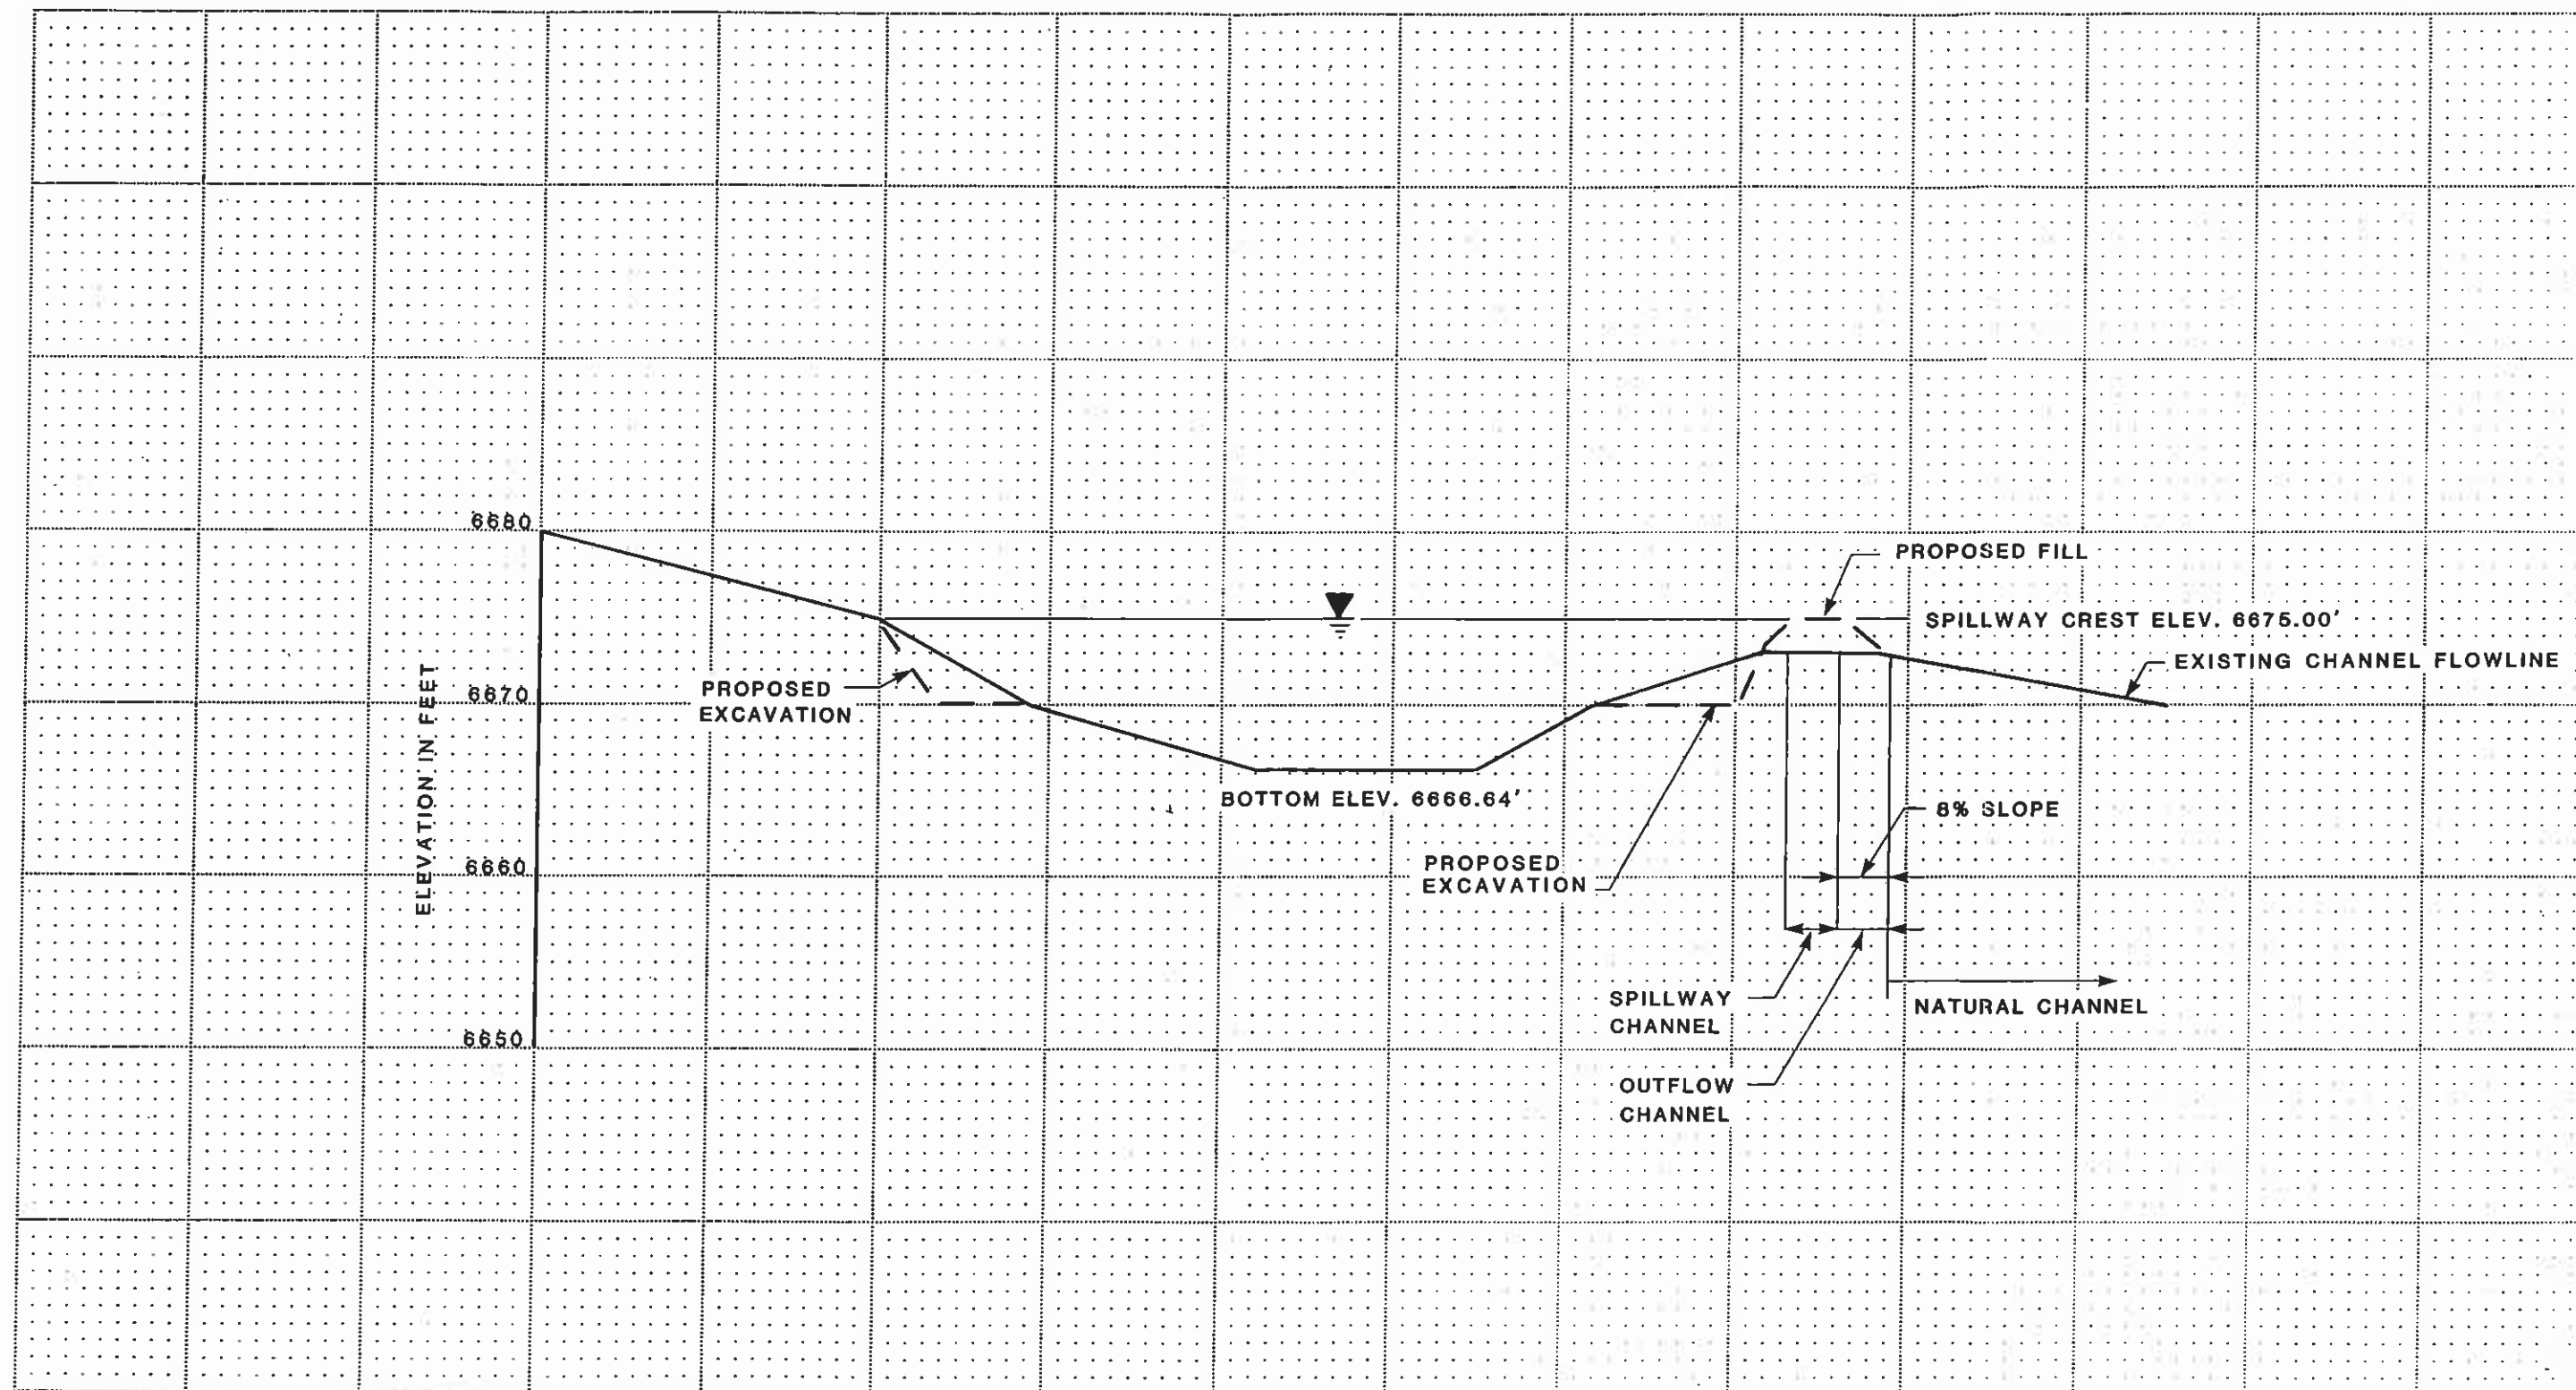 6680
PROPOSED FILL
SPILLWAY CREST ELEV. 6675.00'
EXISTING CHANNEL FLOWLINE
ELEVATION IN FEET
6670
PROPOSED
EXCAVATION
BOTTOM ELEV. 6666.64'
8% SLOPE
6660
PROPOSED
EXCAVATION
SPILLWAY
CHANNEL
NATURAL CHANNEL
6650
OUTFLOW
CHANNEL